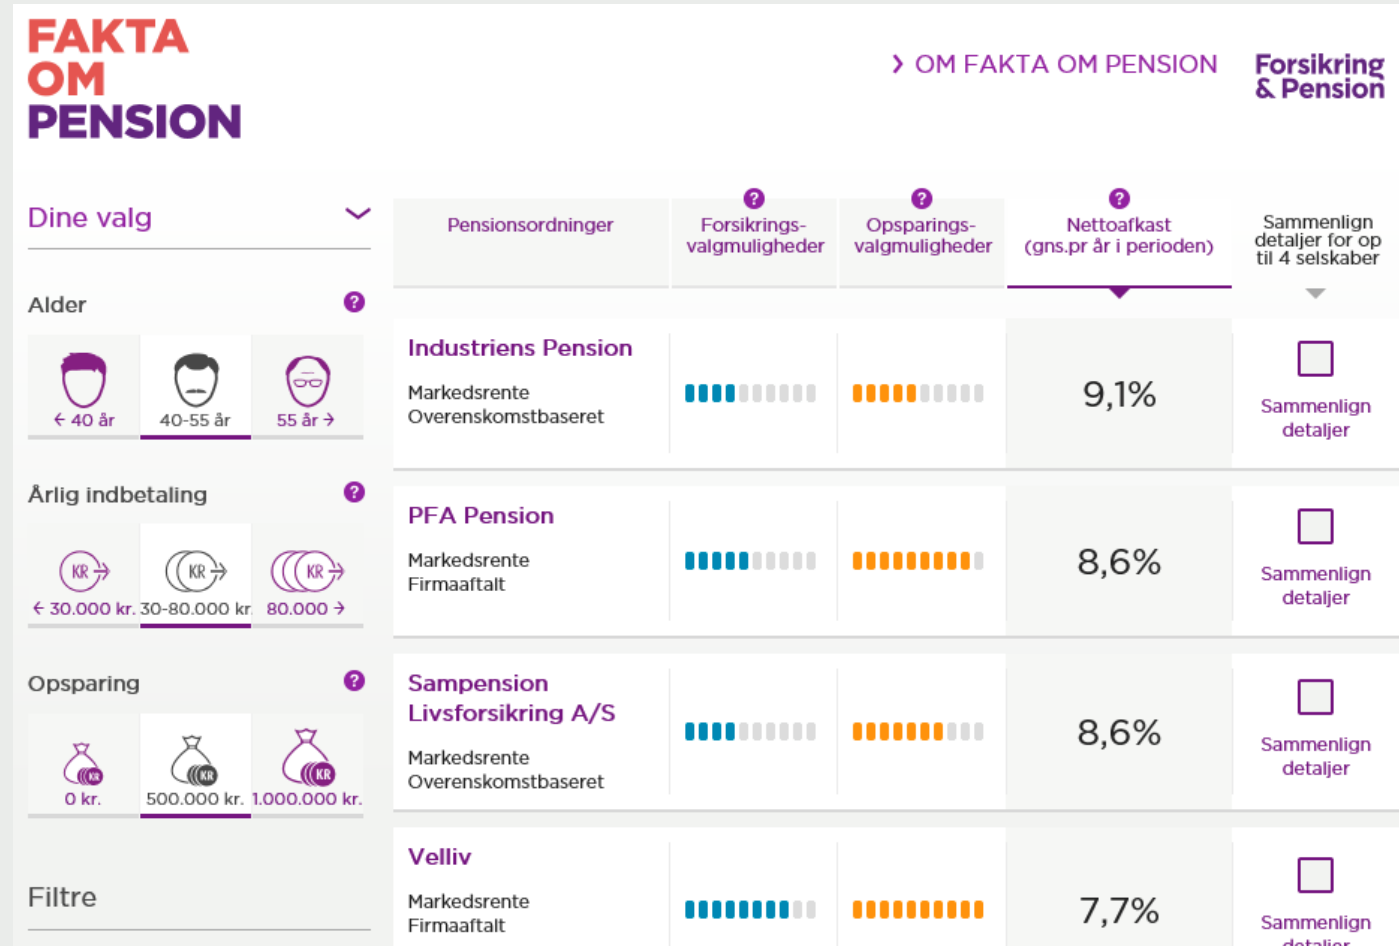 FAKTA
OM
PENSION
> OM FAKTA OM PENSION
Forsikring
& Pension
Dine valg
Alder
?
← 40 år
40-55 år
55 år →
Årlig indbetaling
?
KR
KR
KR
← 30.000 kr.
30-80.000 kr.
80.000 →
Opsparing
?
KR
KR
KR
0 kr.
500.000 kr.
1.000.000 kr.
Filtre
Pensionsordninger
?
Forsikrings-
valgmuligheder
?
Opsparings-
valgmuligheder
?
Nettoafkast
(gns.pr år i perioden)
Sammenlign
detaljer for op
til 4 selskaber
Industriens Pension
Markedsrente
Overenskomstbaseret
9,1%
Sammenlign
detaljer
PFA Pension
Markedsrente
Firmaaftalt
8,6%
Sammenlign
detaljer
Sampension
Livsforsikring A/S
Markedsrente
Overenskomstbaseret
8,6%
Sammenlign
detaljer
Velliv
Markedsrente
Firmaaftalt
7,7%
Sammenlign
detaljer